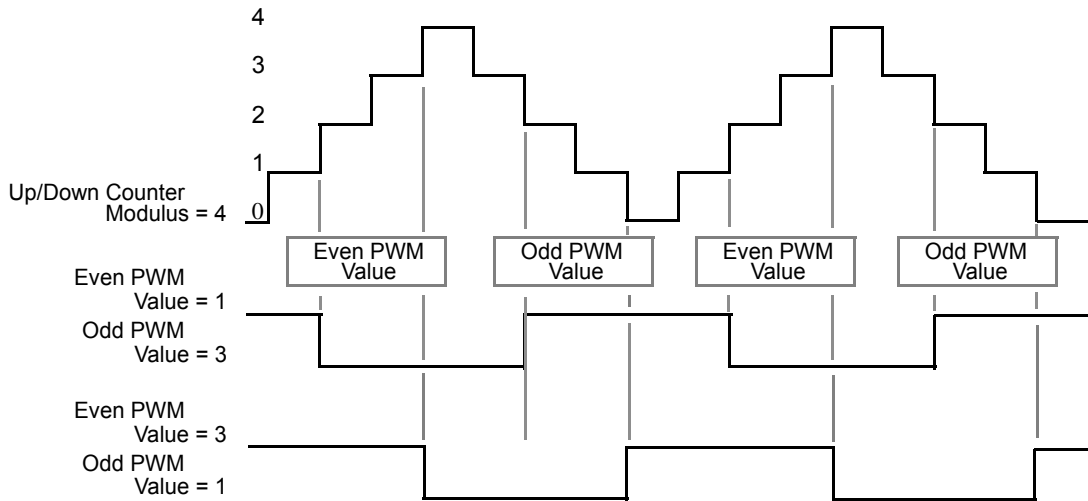 4
3
2
1
Up/Down Counter
Modulus = 4
0
Even PWM
Value
Odd PWM
Value
Even PWM
Value
Odd PWM
Value
Even PWM
Value = 1
Odd PWM
Value = 3
Even PWM
Value = 3
Odd PWM
Value = 1